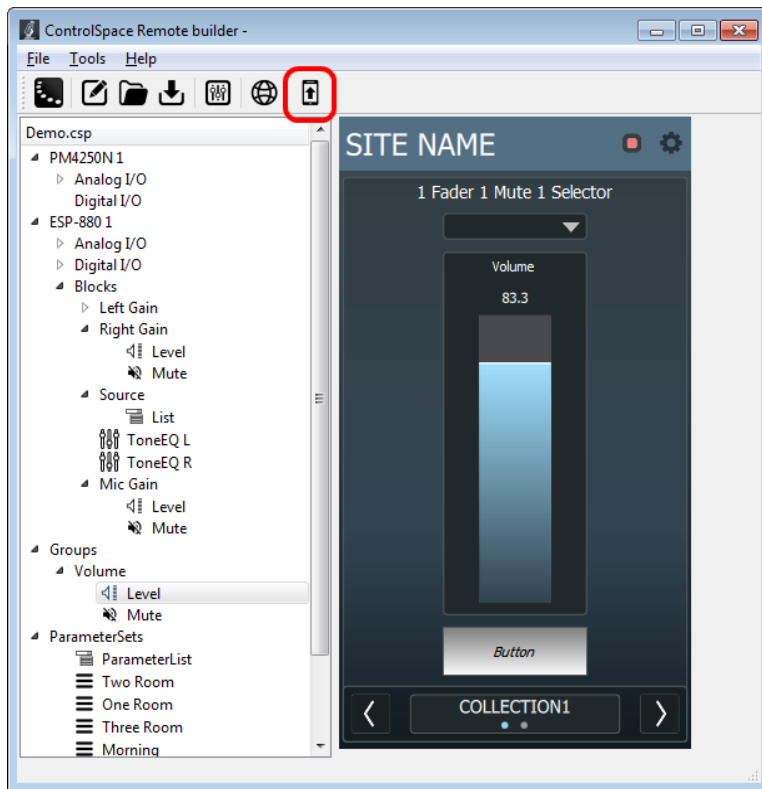 ControlSpace Remote builder -
File Tools Help
Demo.csp
PM4250N 1
Analog I/O
Digital I/O
ESP-880 1
Analog I/O
Digital I/O
Blocks
Left Gain
Right Gain
Level
Mute
Source
List
ToneEQ L
ToneEQ R
Mic Gain
Level
Mute
Groups
Volume
Level
Mute
ParameterSets
ParameterList
Two Room
One Room
Three Room
Morning
SITE NAME
1 Fader 1 Mute 1 Selector
Volume
83.3
Button
COLLECTION1